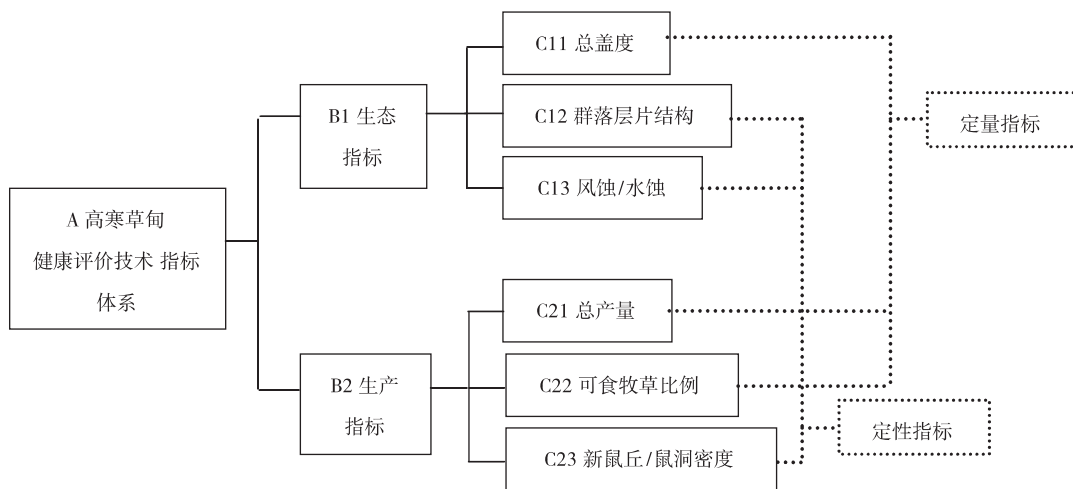 A 高寒草甸
健康评价技术 指标
体系
B1 生态
指标
B2 生产
指标
C11 总盖度
C12 群落层片结构
C13 风蚀/水蚀
C21 总产量
C22 可食牧草比例
C23 新鼠丘/鼠洞密度
定量指标
定性指标